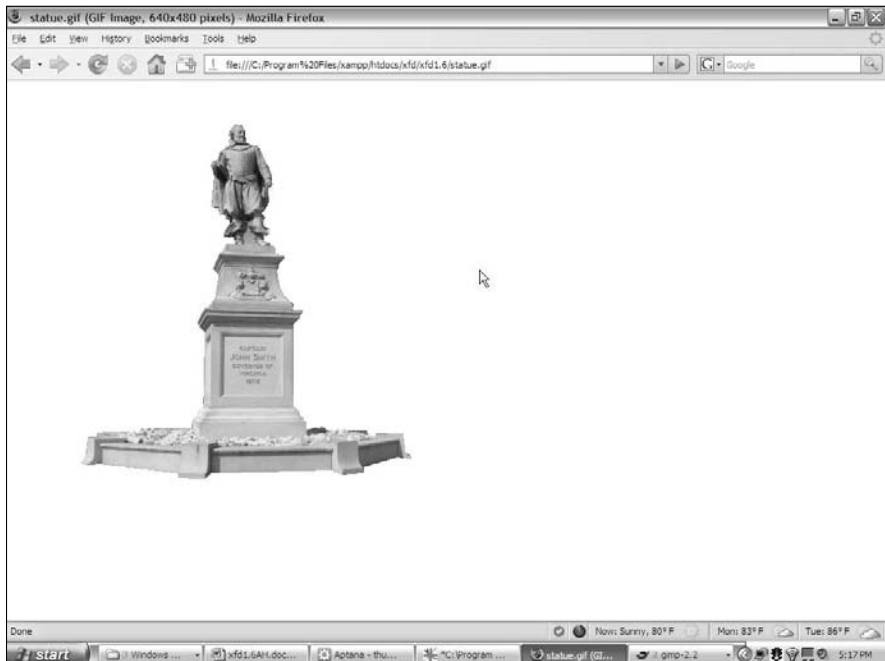 statue.gif (GIF Image, 640x480 pixels) - Mozilla Firefox
File Edit View History Bookmarks Tools Help
file:///C:/Program%20Files/xampp/htdocs/xfd/xfd1.6/statue.gif
G Google
CAPTAIN
JOHN SMITH
GOVERNOR OF
VIRGINIA
1608
Done
Now: Sunny, 80° F Mon: 83° F Tue: 86° F
start Windows ... xfd1.6AH.doc... Aptana - thu... *C:\Program ... statue.gif (GI... gimp-2.2 5:17 PM